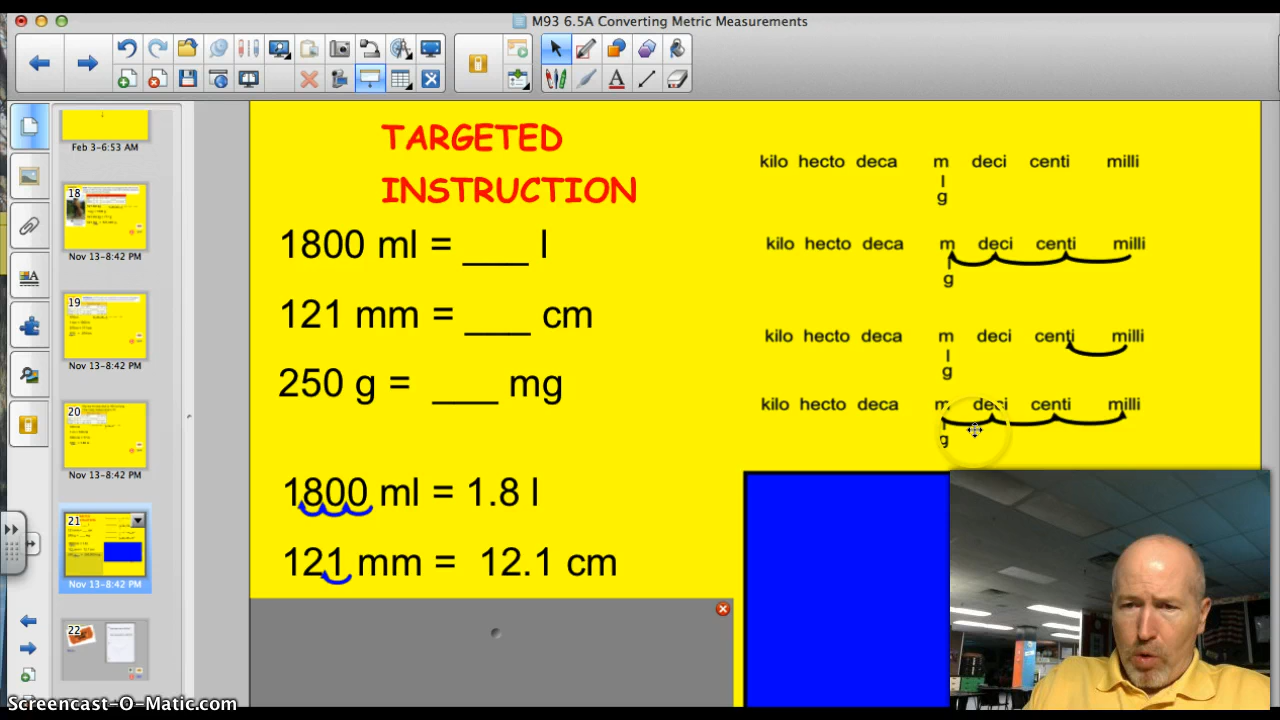 M93 6.5A Converting Metric Measurements
Feb 3-6:53 AM
18
Nov 13-8:42 PM
19
Nov 13-8:42 PM
20
Nov 13-8:42 PM
21
Nov 13-8:42 PM
22
TARGETED
INSTRUCTION
1800 ml = ___ l
121 mm = ___ cm
250 g = ___ mg
1800 ml = 1.8 l
121 mm = 12.1 cm
kilo hecto deca m deci centi milli
l
g
kilo hecto deca m deci centi milli
l
g
kilo hecto deca m deci centi milli
l
g
kilo hecto deca m deci centi milli
l
g
Screencast-O-Matic.com